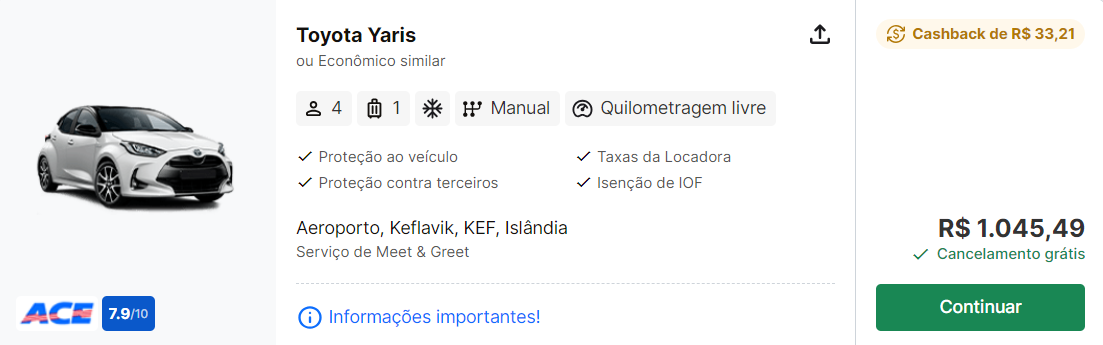 Toyota Yaris
ou Econômico similar
4
1
Manual
Quilometragem livre
Proteção ao veículo
Taxas da Locadora
Proteção contra terceiros
Isenção de IOF
Aeroporto, Keflavik, KEF, Islândia
Serviço de Meet & Greet
ACE
7.9/10
Informações importantes!
Cashback de R$ 33,21
R$ 1.045,49
Cancelamento grátis
Continuar